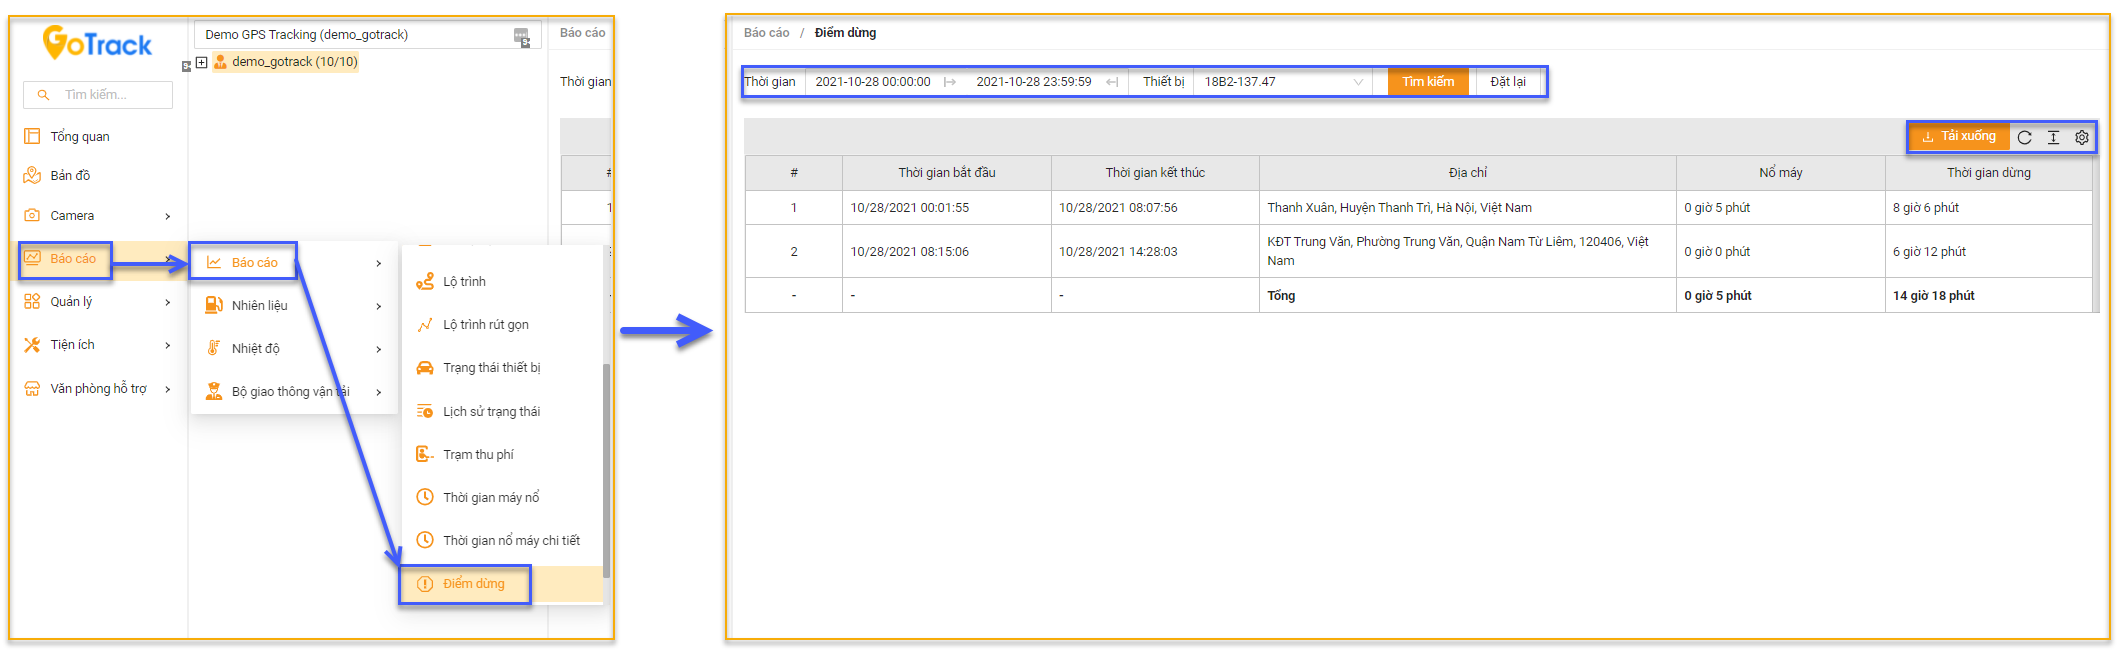 GoTrack
Tìm kiếm...
Tổng quan
Bản đồ
Camera
Báo cáo
Quản lý
Tiện ích
Văn phòng hỗ trợ
Demo GPS Tracking (demo_gotrack)
demo_gotrack (10/10)
Báo cáo
Nhiên liệu
Nhiệt độ
Bộ giao thông vận tải
Báo cáo
Thời gian
#
1
Lộ trình
Lộ trình rút gọn
Trạng thái thiết bị
Lịch sử trạng thái
Trạm thu phí
Thời gian máy nổ
Thời gian nổ máy chi tiết
Điểm dừng
Báo cáo / Điểm dừng
Thời gian 2021-10-28 00:00:00 2021-10-28 23:59:59 Thiết bị 18B2-137.47 Tìm kiếm Đặt lại
Tải xuống
# Thời gian bắt đầu Thời gian kết thúc Địa chỉ Nổ máy Thời gian dừng
1 10/28/2021 00:01:55 10/28/2021 08:07:56 Thanh Xuân, Huyện Thanh Trì, Hà Nội, Việt Nam 0 giờ 5 phút 8 giờ 6 phút
2 10/28/2021 08:15:06 10/28/2021 14:28:03 KĐT Trung Văn, Phường Trung Văn, Quận Nam Từ Liêm, 120406, Việt 0 giờ 0 phút 6 giờ 12 phút
Nam
- - - Tổng 0 giờ 5 phút 14 giờ 18 phút